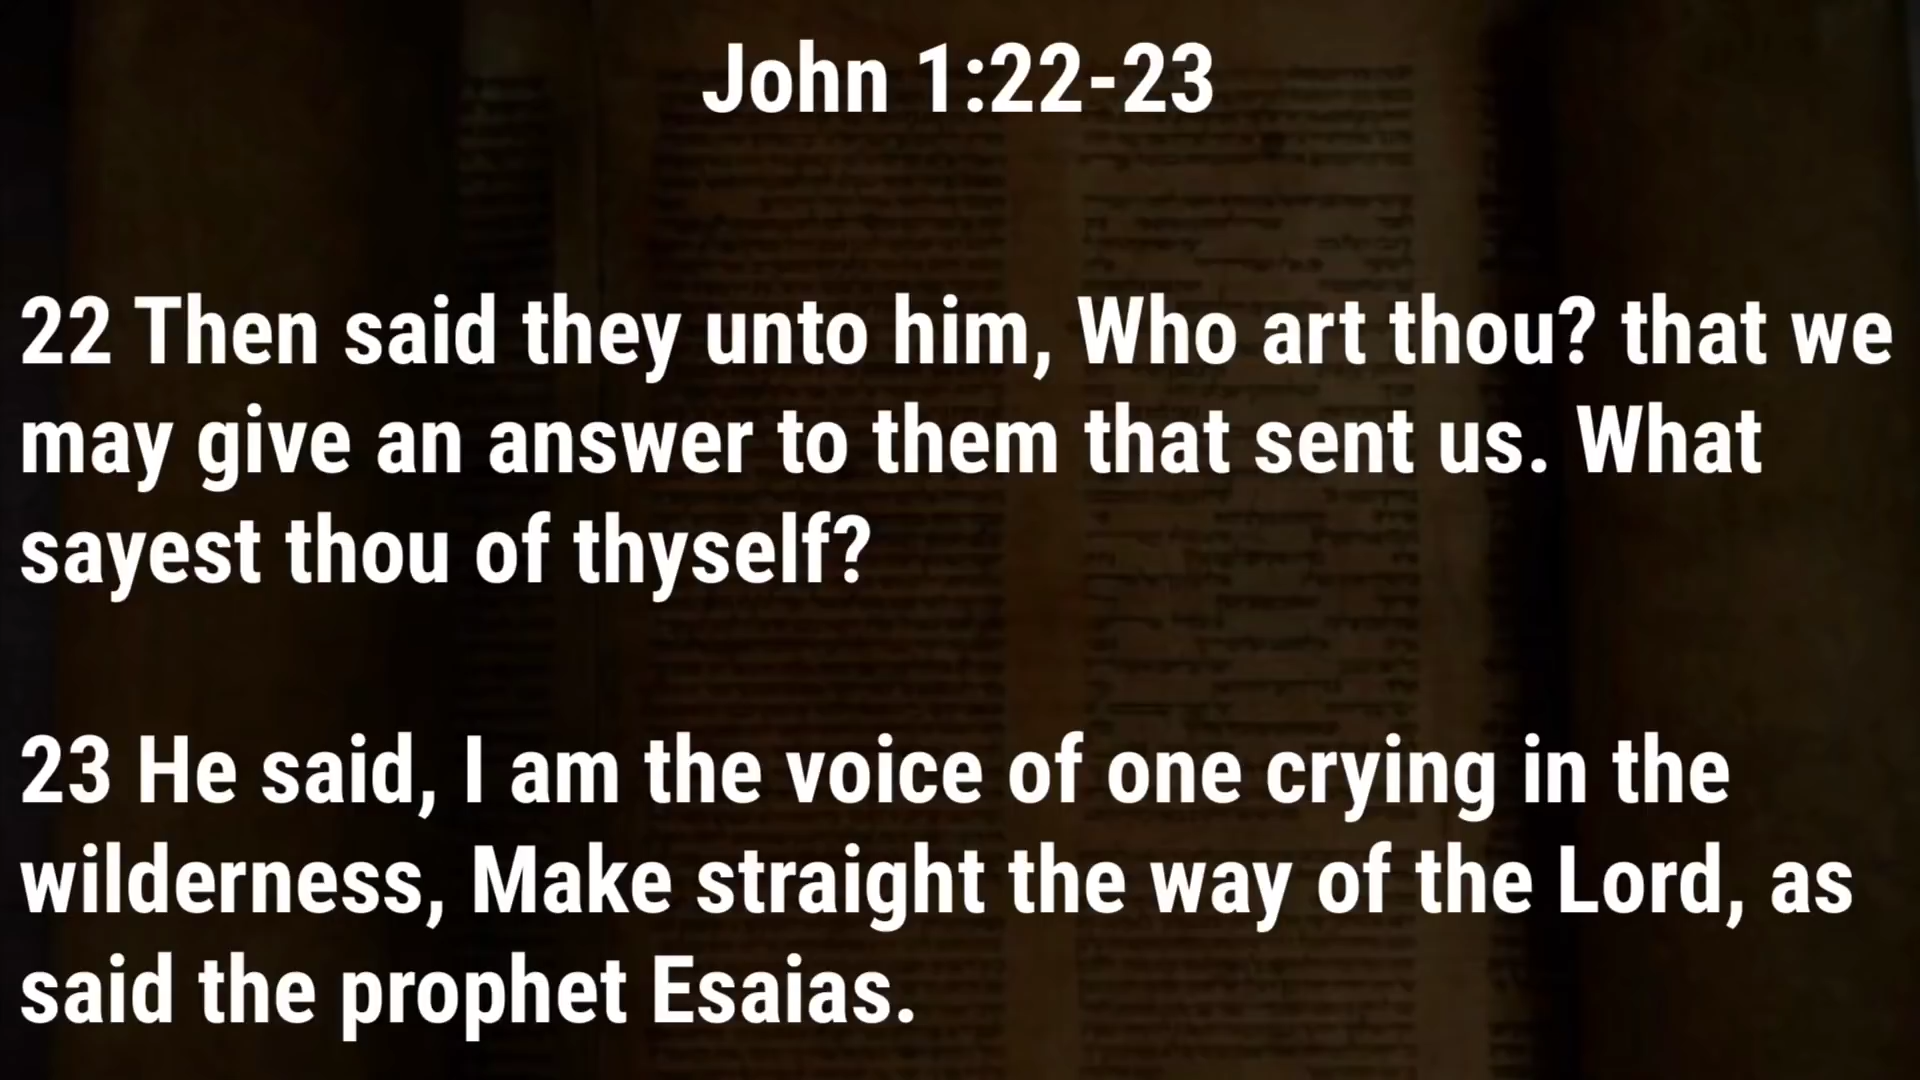 John 1:22-23
22 Then said they unto him, Who art thou? that we
may give an answer to them that sent us. What
sayest thou of thyself?
23 He said, I am the voice of one crying in the
wilderness, Make straight the way of the Lord, as
said the prophet Esaias.